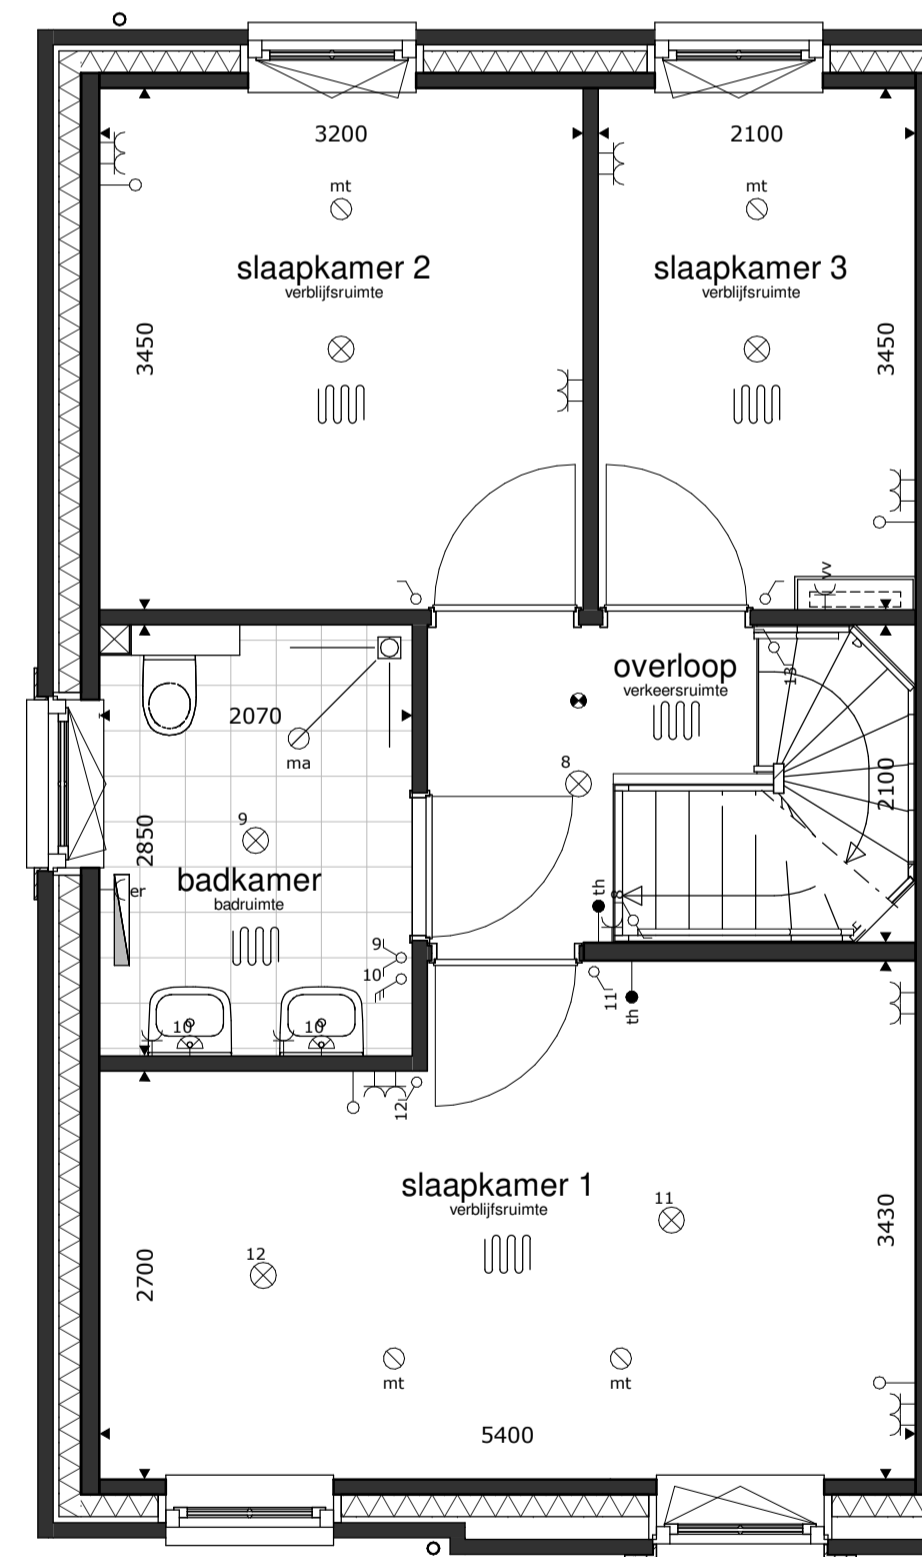 3200
2100
mt
mt
slaapkamer 2
verblijfsruimte
slaapkamer 3
verblijfsruimte
3450
3450
vv
overloop
verkeersruimte
13
2070
ma
8
2100
9
2850
badkamer
badruimte
er
th
18
9
10
11
th
10
10
12
slaapkamer 1
verblijfsruimte
11
3430
12
2700
mt
mt
5400